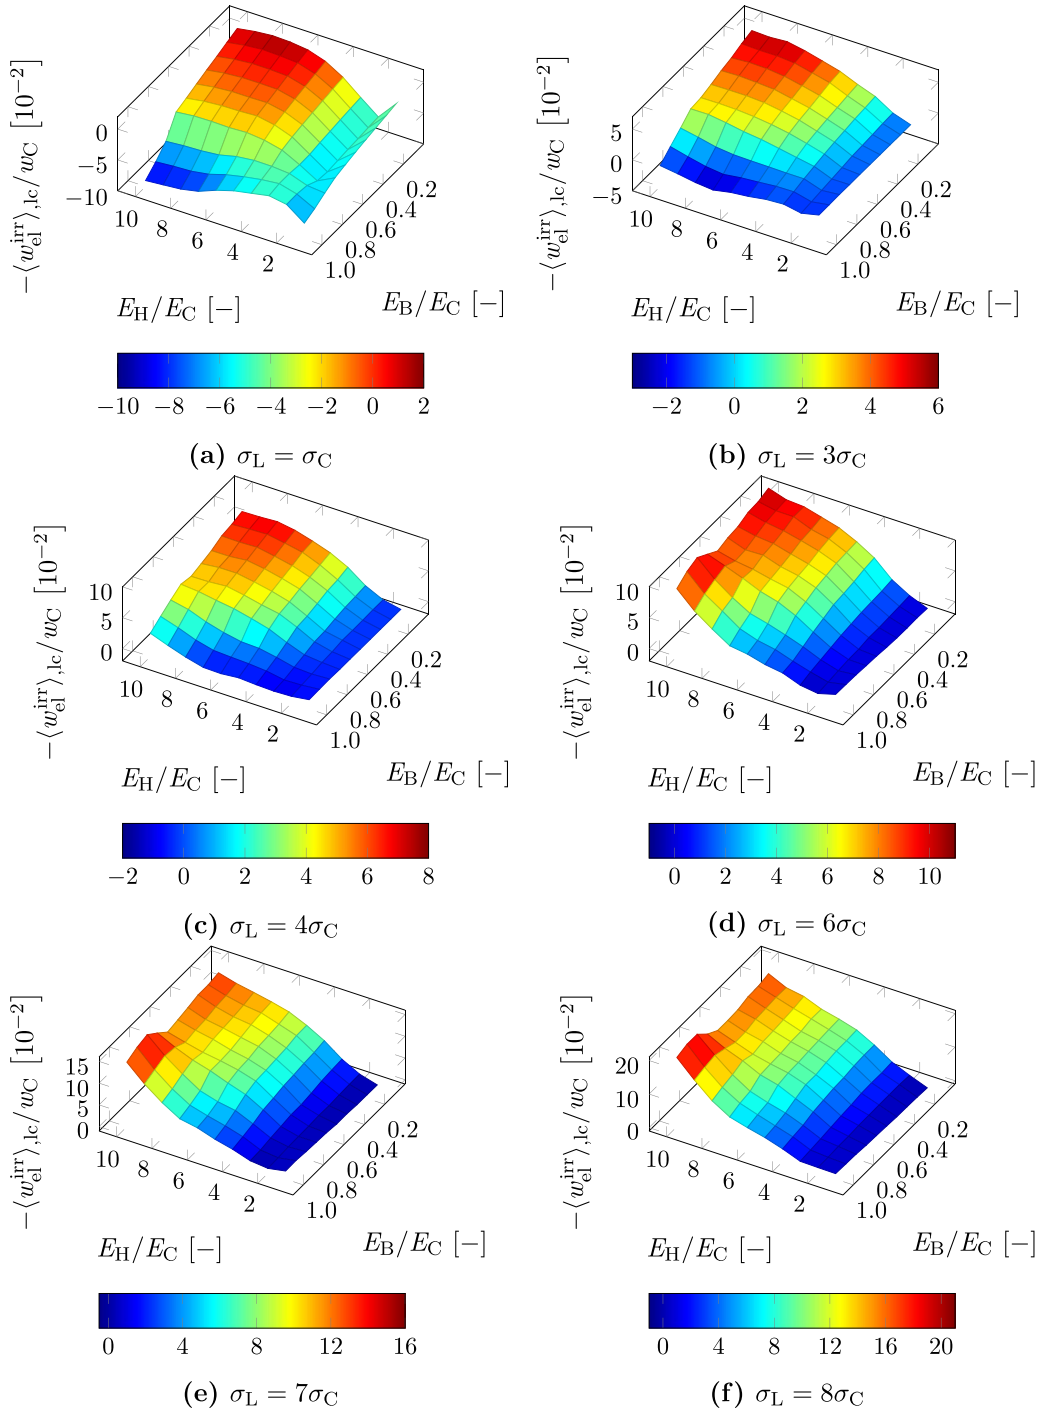 −⟨w_el^irr⟩,lc/w_C [10^−2]
0
−5
−10
10
8
6
4
2
0.2
0.4
0.6
0.8
1.0
E_H/E_C [−]
E_B/E_C [−]
−10 −8 −6 −4 −2 0 2
(a) σ_L = σ_C
−⟨w_el^irr⟩,lc/w_C [10^−2]
5
0
−5
10
8
6
4
2
0.2
0.4
0.6
0.8
1.0
E_H/E_C [−]
E_B/E_C [−]
−2 0 2 4 6
(b) σ_L = 3σ_C
−⟨w_el^irr⟩,lc/w_C [10^−2]
10
5
0
10
8
6
4
2
0.2
0.4
0.6
0.8
1.0
E_H/E_C [−]
E_B/E_C [−]
−2 0 2 4 6 8
(c) σ_L = 4σ_C
−⟨w_el^irr⟩,lc/w_C [10^−2]
10
5
0
10
8
6
4
2
0.2
0.4
0.6
0.8
1.0
E_H/E_C [−]
E_B/E_C [−]
0 2 4 6 8 10
(d) σ_L = 6σ_C
−⟨w_el^irr⟩,lc/w_C [10^−2]
15
10
5
0
10
8
6
4
2
0.2
0.4
0.6
0.8
1.0
E_H/E_C [−]
E_B/E_C [−]
0 4 8 12 16
(e) σ_L = 7σ_C
−⟨w_el^irr⟩,lc/w_C [10^−2]
20
10
0
10
8
6
4
2
0.2
0.4
0.6
0.8
1.0
E_H/E_C [−]
E_B/E_C [−]
0 4 8 12 16 20
(f) σ_L = 8σ_C